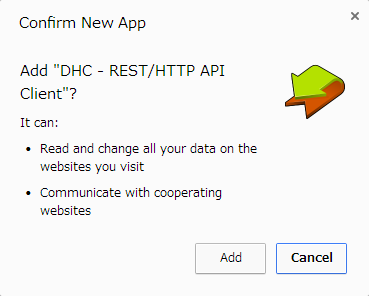 Confirm New App
Add "DHC - REST/HTTP API
Client"?
It can:
• Read and change all your data on the
websites you visit
• Communicate with cooperating
websites
Add
Cancel